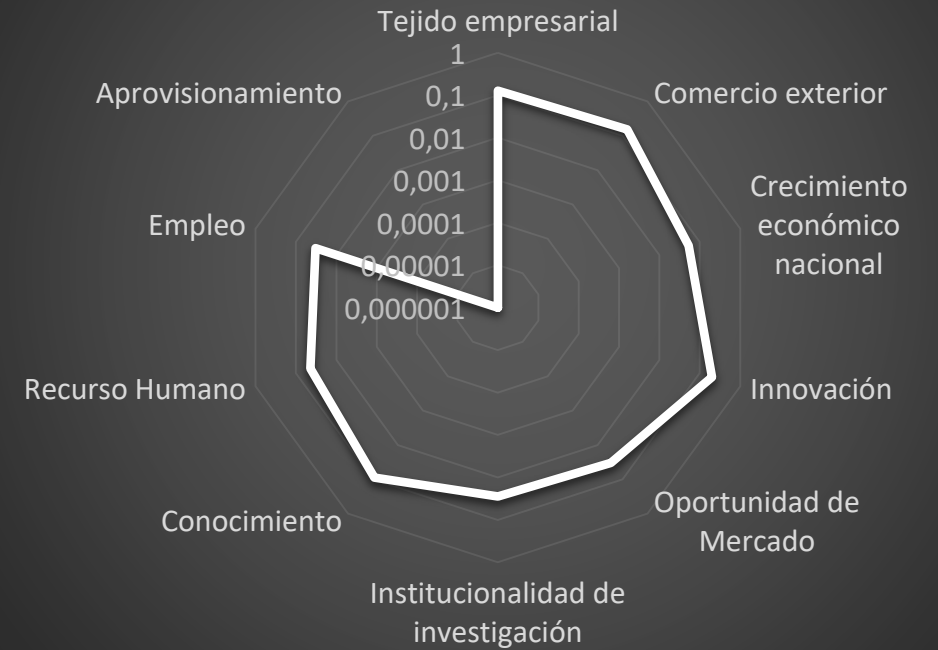 Tejido empresarial
1
0,1
0,01
0,001
0,0001
0,00001
0,000001
Comercio exterior
Crecimiento
económico
nacional
Innovación
Oportunidad de
Mercado
Institucionalidad de
investigación
Conocimiento
Recurso Humano
Empleo
Aprovisionamiento